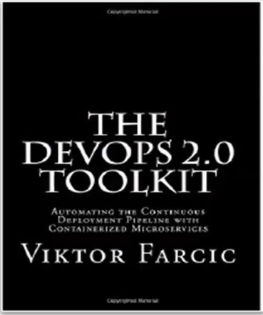 THE
DEVOPS 2.0
TOOLKIT
AUTOMATING THE CONTINUOUS
DEPLOYMENT PIPELINE WITH
CONTAINERIZED MICROSERVICES
VIKTOR FARCIC